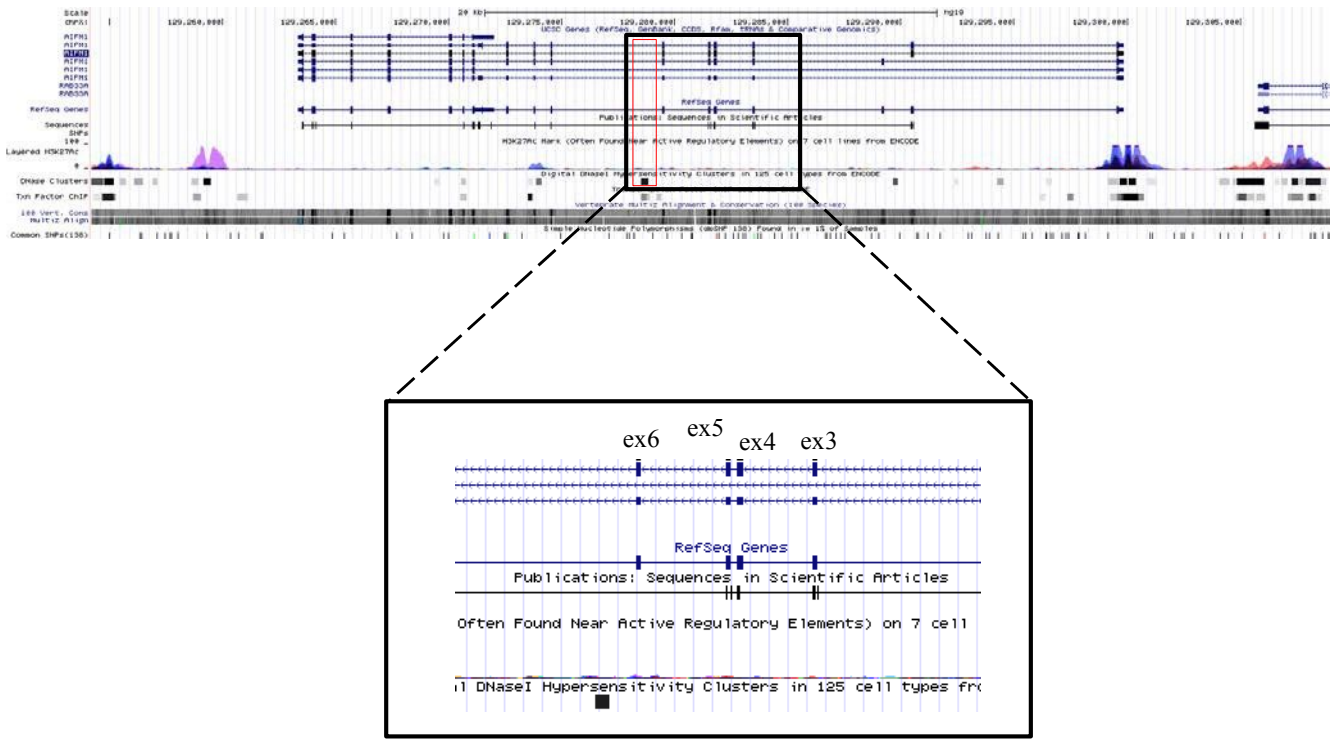 Scale
20 kb
hg19
chrX:
129,260,000
129,265,000
129,270,000
129,275,000
129,280,000
129,285,000
129,290,000
129,295,000
129,300,000
129,305,000
UCSC Genes (RefSeq, GenBank, CCDS, Rfam, tRNAs & Comparative Genomics)
AIFM1
AIFM1
AIFM1
AIFM1
AIFM1
AIFM1
RAB33A
RAB33A
RefSeq Genes
RefSeq Genes
Publications: Sequences in Scientific Articles
Sequences
SNPs
H3K27Ac Mark (Often Found Near Active Regulatory Elements) on 7 cell lines from ENCODE
100
Layered H3K27Ac
0
Digital DNaseI Hypersensitivity Clusters in 125 cell types from ENCODE
DNase Clusters
Txn Factor ChIP
Vertebrate Multiz Alignment & Conservation (100 Species)
100 Vert. Cons
Multiz Align
Simple Nucleotide Polymorphisms (dbSNP 138) Found in >= 1% of Samples
Common SNPs(138)
ex6 ex5 ex4 ex3
RefSeq Genes
Publications: Sequences in Scientific Articles
Often Found Near Active Regulatory Elements) on 7 cell
al DNaseI Hypersensitivity Clusters in 125 cell types fro